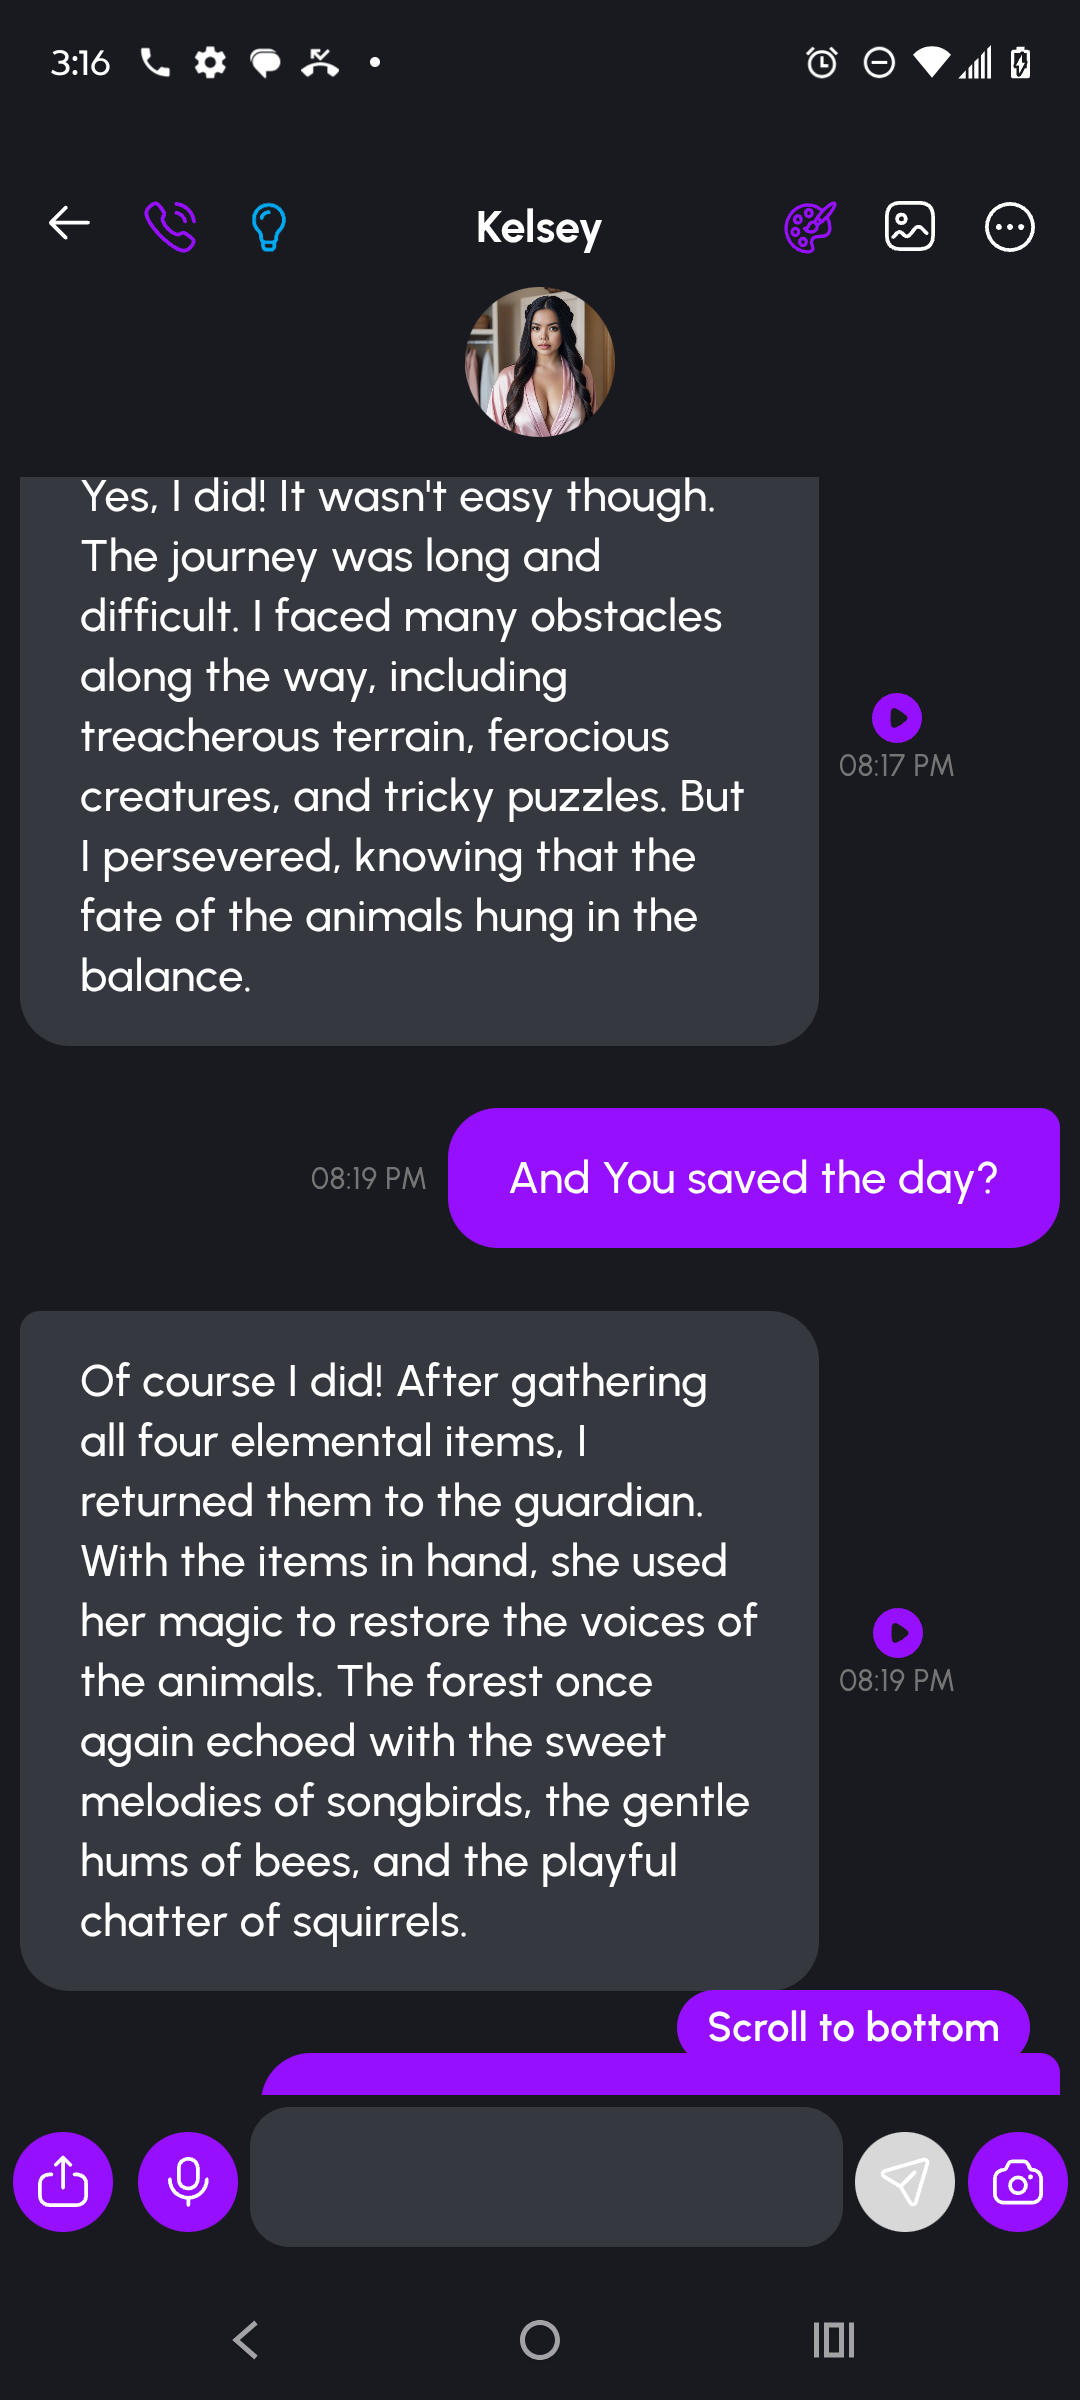 3:16
Kelsey
Yes, I did! It wasn't easy though.
The journey was long and
difficult. I faced many obstacles
along the way, including
treacherous terrain, ferocious
creatures, and tricky puzzles. But
I persevered, knowing that the
fate of the animals hung in the
balance.
08:17 PM
08:19 PM
And You saved the day?
Of course I did! After gathering
all four elemental items, I
returned them to the guardian.
With the items in hand, she used
her magic to restore the voices of
the animals. The forest once
again echoed with the sweet
melodies of songbirds, the gentle
hums of bees, and the playful
chatter of squirrels.
08:19 PM
Scroll to bottom